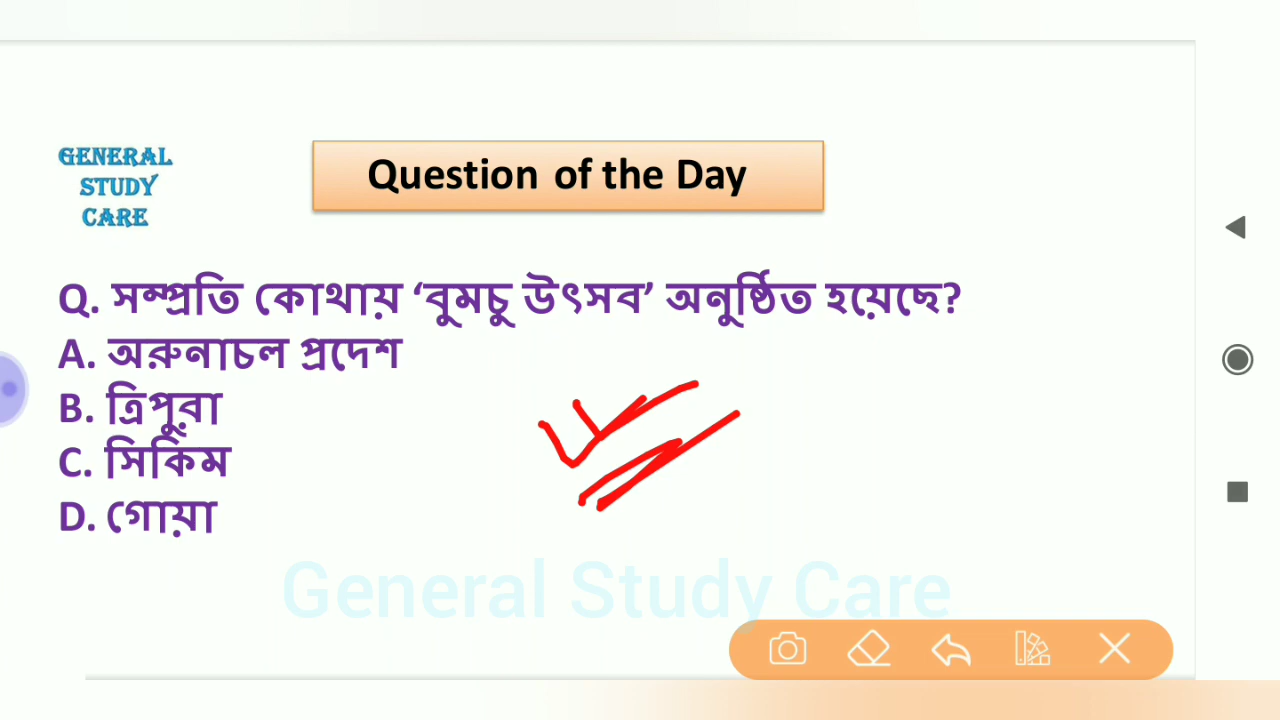 GENERAL
STUDY
CARE
Question of the Day
Q. সম্প্রতি কোথায় ‘বুমচু উৎসব’ অনুষ্ঠিত হয়েছে?
A. অরুনাচল প্রদেশ
B. ত্রিপুরা
C. সিকিম
D. গোয়া
General Study Care